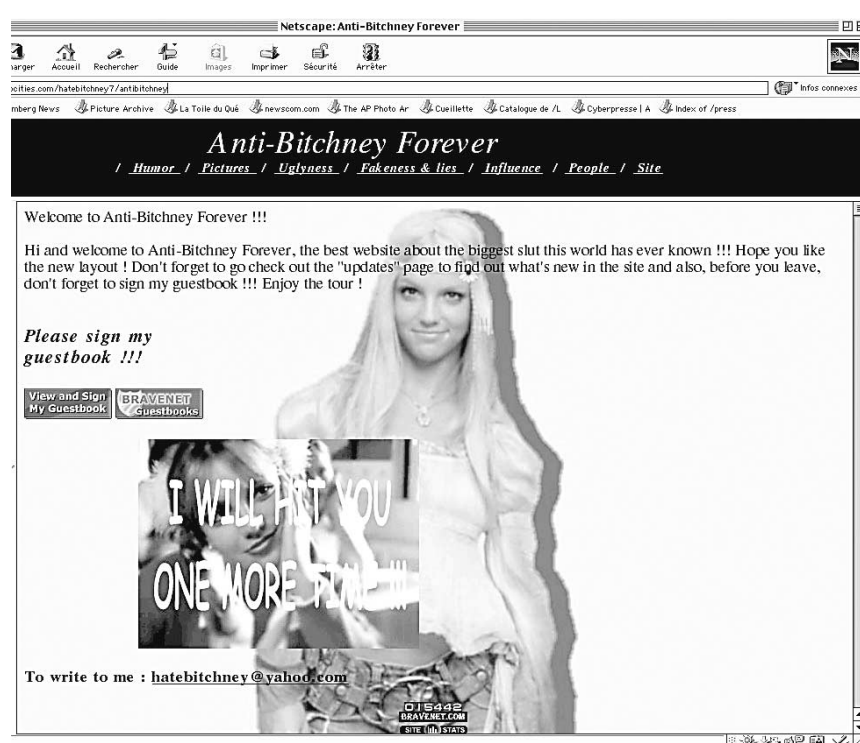 Netscape: Anti-Bitchney Forever
Accueil Rechercher Guide Images Imprimer Sécurité Arrêter
N
ocities.com/hatebitchney7/antibitchney
Infos connexes
mberg News Picture Archive La Toile du Qué newscom.com The AP Photo Ar Cueillette Catalogue de /L Cyberpresse | A Index of /press
Anti-Bitchney Forever
/ Humor / Pictures / Uglyness / Fakeness & lies / Influence / People / Site
Welcome to Anti-Bitchney Forever !!!
Hi and welcome to Anti-Bitchney Forever, the best website about the biggest slut this world has ever known !!! Hope you like
the new layout ! Don't forget to go check out the "updates" page to find out what's new in the site and also, before you leave,
don't forget to sign my guestbook !!! Enjoy the tour !
Please sign my
guestbook !!!
View and Sign
My Guestbook
BRAVENET
Guestbooks
I WILL HIT YOU
ONE MORE TIME !!!
To write to me : hatebitchney@yahoo.com
015442
BRAVENET.COM
SITE STATS